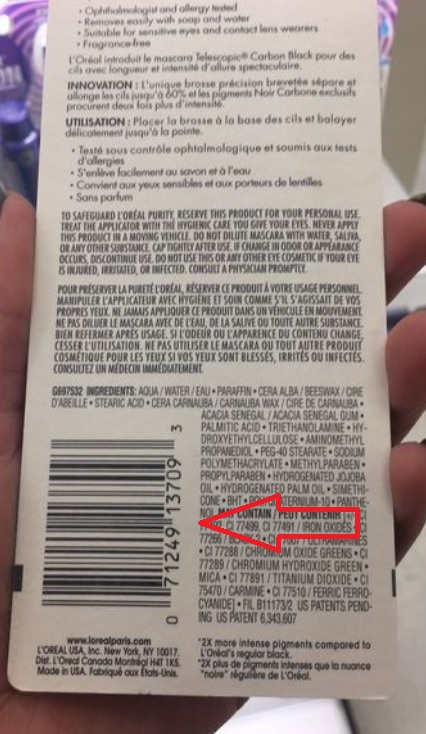 • Ophthalmologist and allergy tested
• Removes easily with soap and water
• Suitable for sensitive eyes and contact lens wearers
• Fragrance-free
L'Oréal introduit le mascara Telescopic® Carbon Black pour des
cils avec longueur et intensité d'allure spectaculaire.
INNOVATION : L'unique brosse précision brevetée sépare et
allonge les cils jusqu'à 60% et les pigments Noir Carbone exclusifs
procurent deux fois plus d'intensité.
UTILISATION : Placer la brosse à la base des cils et balayer
délicatement jusqu'à la pointe.
• Testé sous contrôle ophtalmologique et soumis aux tests
d'allergies
• S'enlève facilement au savon et à l'eau
• Convient aux yeux sensibles et aux porteurs de lentilles
• Sans parfum
TO SAFEGUARD L'ORÉAL PURITY, RESERVE THIS PRODUCT FOR YOUR PERSONAL USE.
TREAT THE APPLICATOR WITH THE HYGIENIC CARE YOU GIVE YOUR EYES. NEVER APPLY
THIS PRODUCT IN A MOVING VEHICLE. DO NOT DILUTE MASCARA WITH WATER, SALIVA,
OR ANY OTHER SUBSTANCE. CAP TIGHTLY AFTER USE. IF CHANGE IN ODOR OR APPEARANCE
OCCURS, DISCONTINUE USE. DO NOT USE THIS OR ANY OTHER EYE COSMETIC IF YOUR EYE
IS INJURED, IRRITATED, OR INFECTED. CONSULT A PHYSICIAN PROMPTLY.
POUR PRÉSERVER LA PURETÉ L'ORÉAL, RÉSERVER CE PRODUIT À VOTRE USAGE PERSONNEL.
MANIPULER L'APPLICATEUR AVEC HYGIÈNE ET SOIN COMME S'IL S'AGISSAIT DE VOS
PROPRES YEUX. NE JAMAIS APPLIQUER CE PRODUIT DANS UN VÉHICULE EN MOUVEMENT.
NE PAS DILUER LE MASCARA AVEC DE L'EAU, DE LA SALIVE OU TOUTE AUTRE SUBSTANCE.
BIEN REFERMER APRÈS USAGE. SI L'ODEUR OU L'APPARENCE DU CONTENU CHANGE,
CESSER L'UTILISATION. NE PAS UTILISER LE MASCARA OU TOUT AUTRE PRODUIT
COSMÉTIQUE POUR LES YEUX SI VOS YEUX SONT BLESSÉS, IRRITÉS OU INFECTÉS.
CONSULTEZ UN MÉDECIN IMMÉDIATEMENT.
G697532 INGREDIENTS: AQUA / WATER / EAU • PARAFFIN • CERA ALBA / BEESWAX / CIRE
D'ABEILLE • STEARIC ACID • CERA CARNAUBA / CARNAUBA WAX / CIRE DE CARNAUBA •
ACACIA SENEGAL / ACACIA SENEGAL GUM •
PALMITIC ACID • TRIETHANOLAMINE • HY-
DROXYETHYLCELLULOSE • AMINOMETHYL
PROPANEDIOL • PEG-40 STEARATE • SODIUM
POLYMETHACRYLATE • METHYLPARABEN •
PROPYLPARABEN • HYDROGENATED JOJOBA
OIL • HYDROGENATED PALM OIL • SIMETHI-
CONE • BHT • POLYQUATERNIUM-10 • PANTHE-
NOL MAY CONTAIN / PEUT CONTENIR
CI 77499, CI 77491 / IRON OXIDES • CI
77266 / ULTRAMARINES
• CI 77288 / CHROMIUM OXIDE GREENS • CI
77289 / CHROMIUM HYDROXIDE GREEN •
MICA • CI 77891 / TITANIUM DIOXIDE • CI
75470 / CARMINE • CI 77510 / FERRIC FERRO-
CYANIDE] • FIL B11173/2 US PATENTS PEND-
ING US PATENT 6,343,607
0 71249 13709 3
www.lorealparis.com
L'OREAL USA, Inc. New York, NY 10017.
Dist. L'Oreal Canada Montréal H4T 1K5.
Made in USA. Fabriqué aux États-Unis.
*2X more intense pigments compared to
L'Oréal's regular black.
*2X plus de pigments intenses que la nuance
"noire" régulière de L'Oréal.